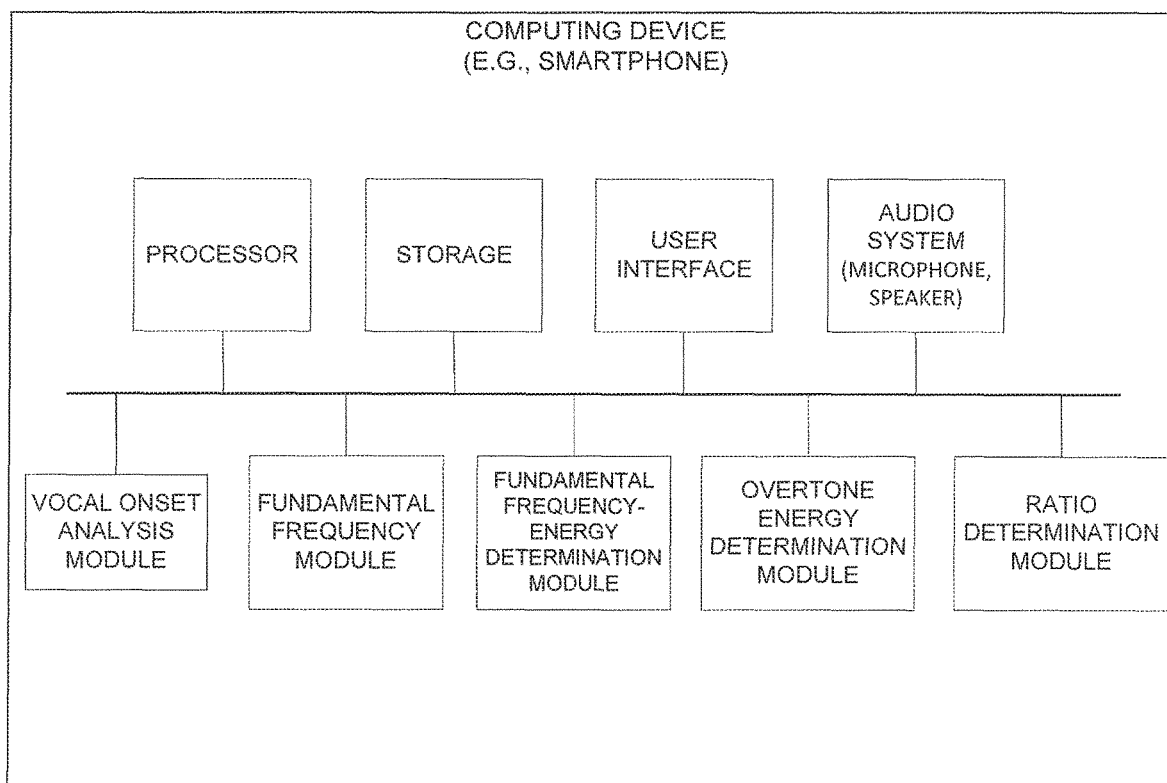 COMPUTING DEVICE
(E.G., SMARTPHONE)
PROCESSOR
STORAGE
USER
INTERFACE
AUDIO
SYSTEM
(MICROPHONE,
SPEAKER)
VOCAL ONSET
ANALYSIS
MODULE
FUNDAMENTAL
FREQUENCY
MODULE
FUNDAMENTAL
FREQUENCY-
ENERGY
DETERMINATION
MODULE
OVERTONE
ENERGY
DETERMINATION
MODULE
RATIO
DETERMINATION
MODULE